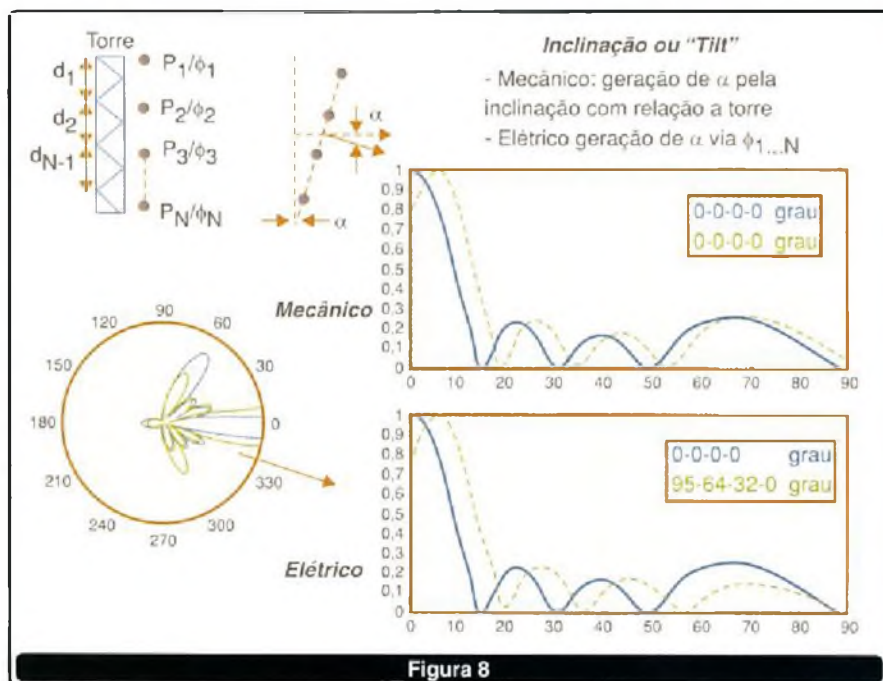 Torre
d1
d2
dN-1
P1/ϕ1
P2/ϕ2
P3/ϕ3
PN/ϕN
α
α
Inclinação ou “Tilt”
- Mecânico: geração de α pela
inclinação com relação a torre
- Elétrico geração de α via ϕ1...N
Mecânico
1
0,9
0,8
0,7
0,6
0,5
0,4
0,3
0,2
0,1
0
0-0-0-0 grau
0-0-0-0 grau
0 10 20 30 40 50 60 70 80 90
90
60
30
0
330
300
270
240
210
180
150
120
Elétrico
1
0,9
0,8
0,7
0,6
0,5
0,4
0,3
0,2
0,1
0
0-0-0-0 grau
95-64-32-0 grau
0 10 20 30 40 50 60 70 80 90
Figura 8